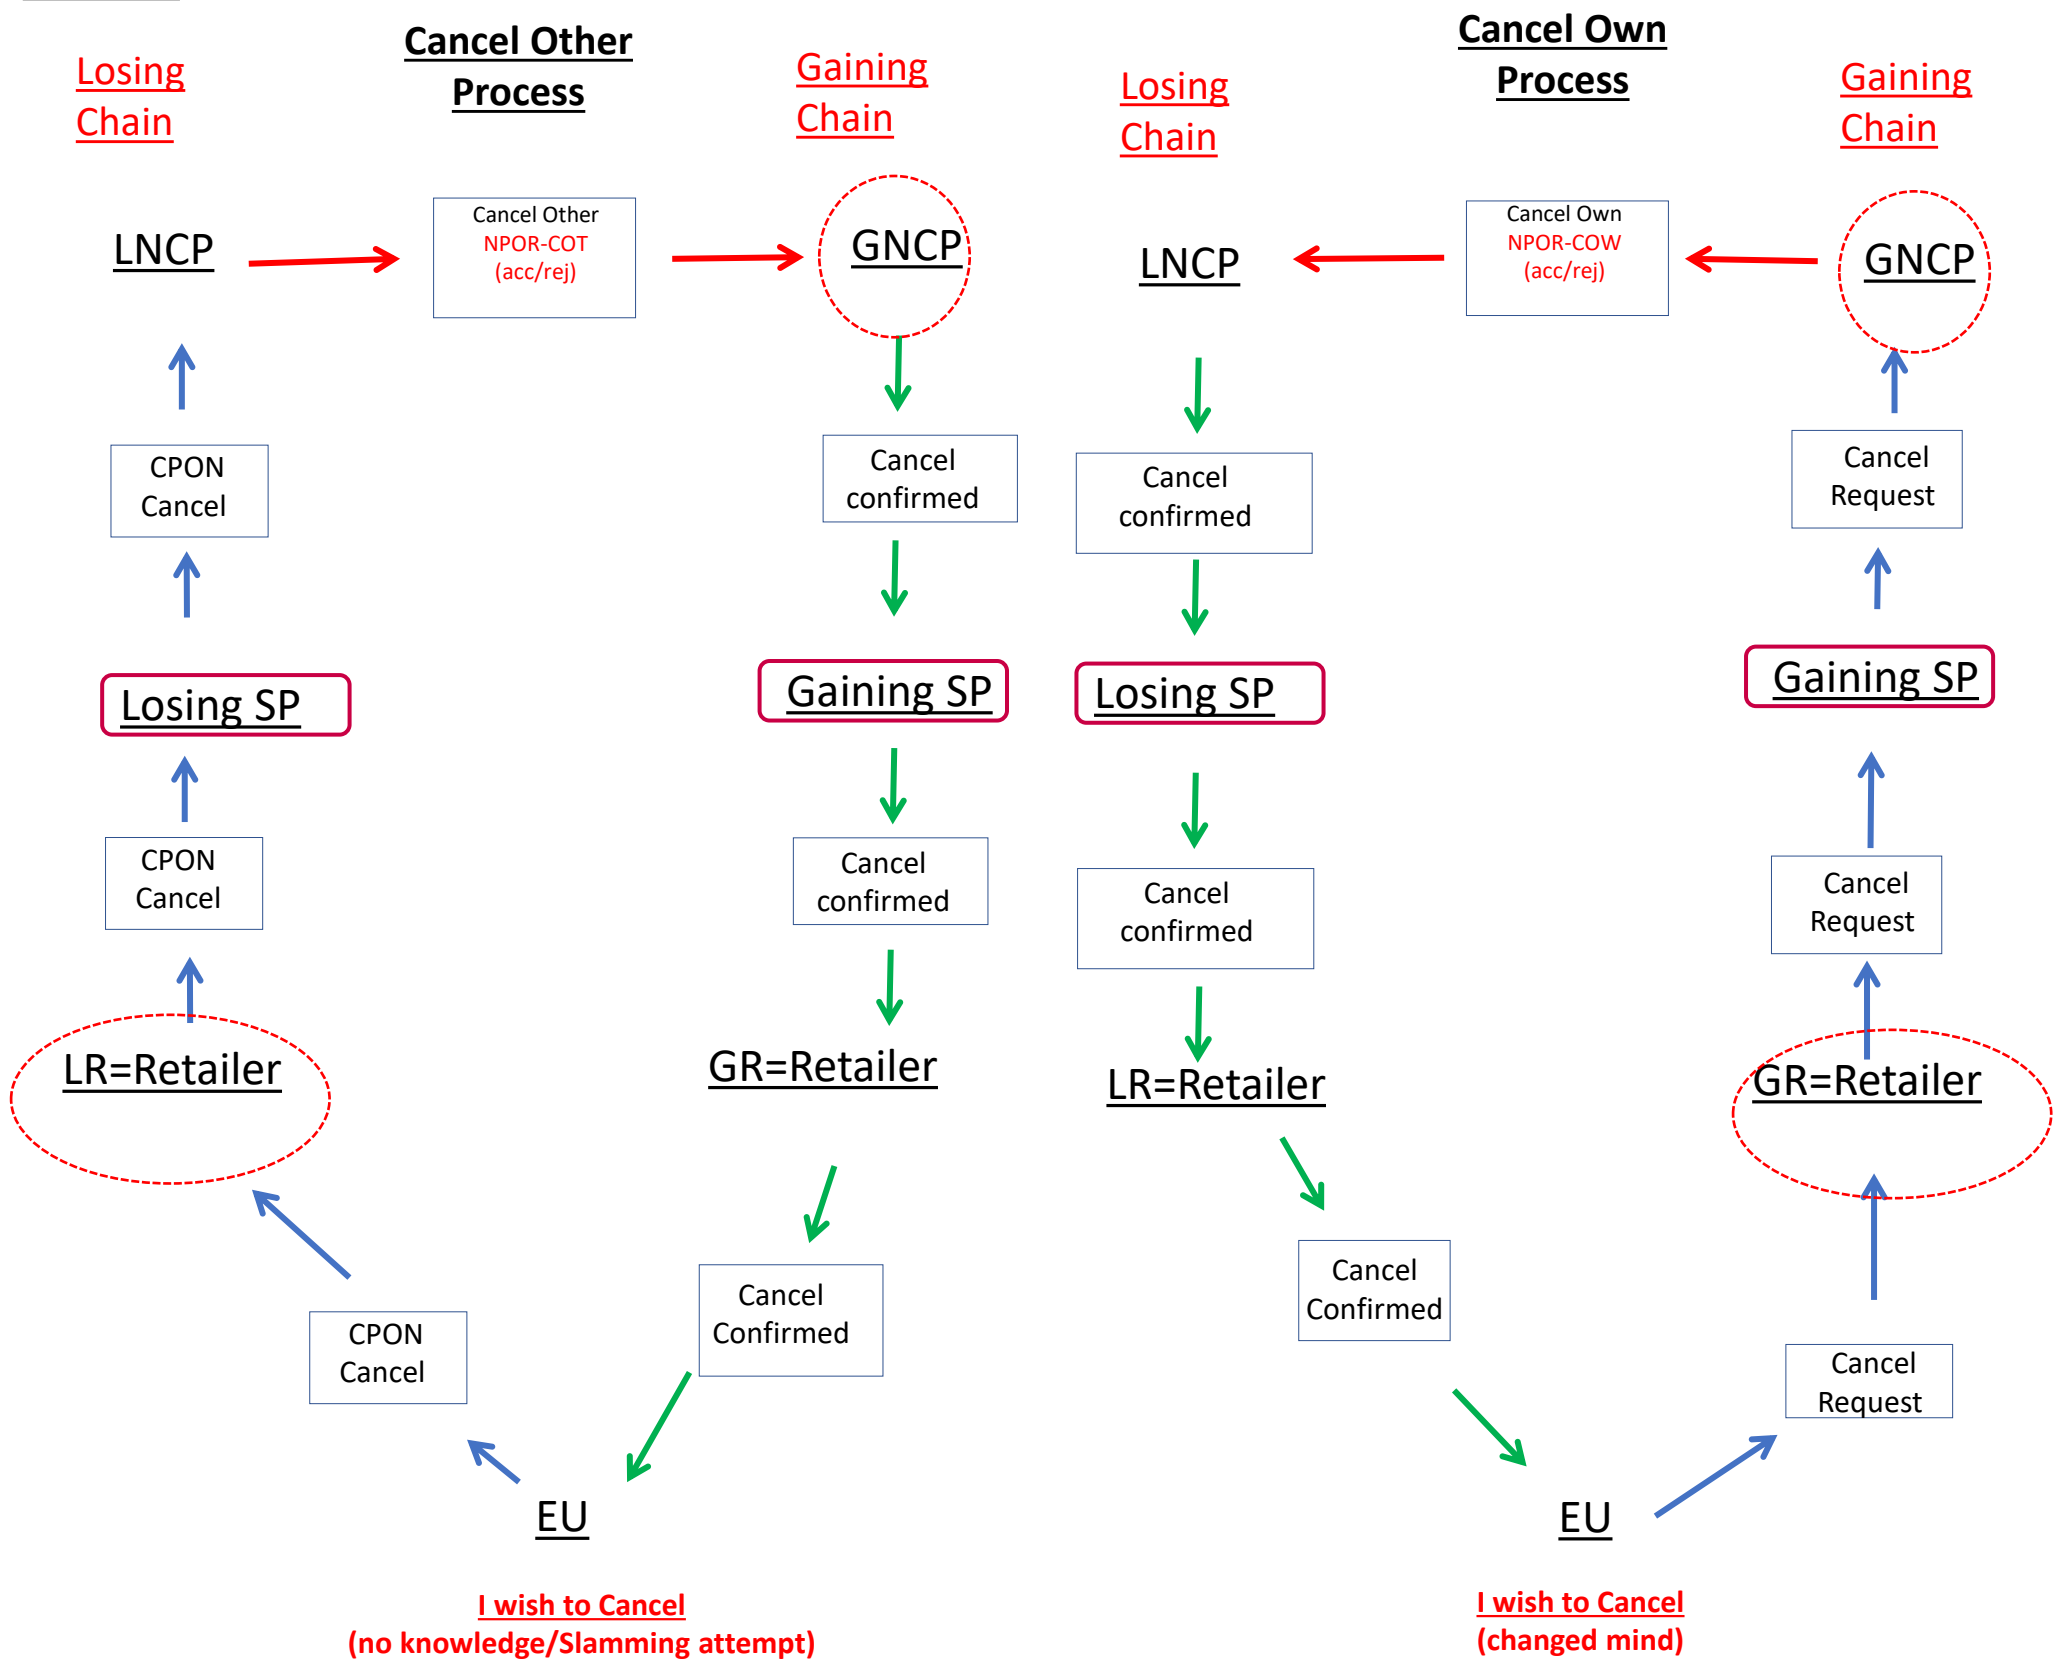 Cancel Other
Process
Losing
Chain
Gaining
Chain
LNCP
Cancel Other
NPOR-COT
(acc/rej)
GNCP
CPON
Cancel
Cancel
confirmed
Losing SP
Gaining SP
CPON
Cancel
Cancel
confirmed
LR=Retailer
GR=Retailer
CPON
Cancel
Cancel
Confirmed
EU
I wish to Cancel
(no knowledge/Slamming attempt)
Cancel Own
Process
Losing
Chain
Gaining
Chain
LNCP
Cancel Own
NPOR-COW
(acc/rej)
GNCP
Cancel
confirmed
Cancel
Request
Losing SP
Gaining SP
Cancel
confirmed
Cancel
Request
LR=Retailer
GR=Retailer
Cancel
Confirmed
Cancel
Request
EU
I wish to Cancel
(changed mind)